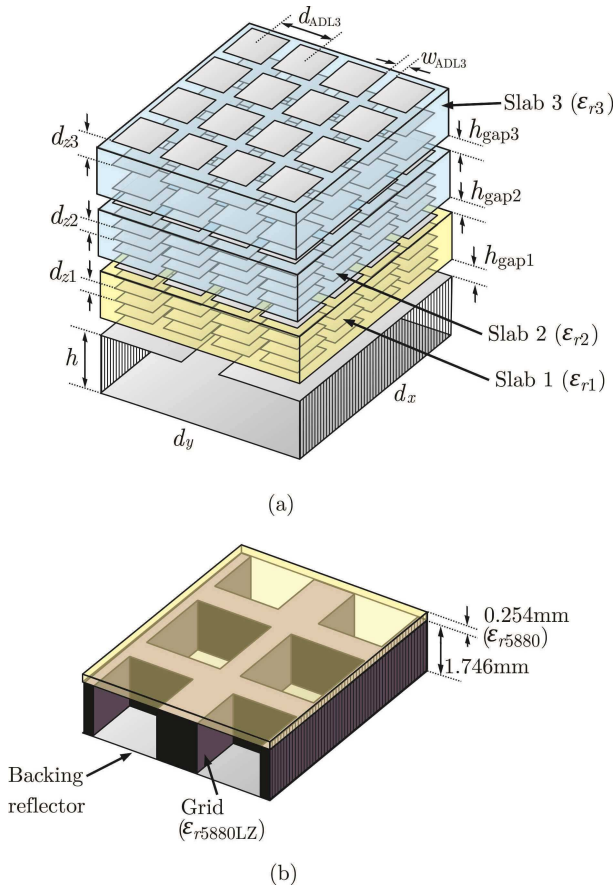 d_ADL3
w_ADL3
Slab 3 (ε_r3)
d_z3
h_gap3
h_gap2
d_z2
h_gap1
d_z1
Slab 2 (ε_r2)
h
Slab 1 (ε_r1)
d_x
d_y
(a)
0.254mm
(ε_r5880)
1.746mm
Backing
reflector
Grid
(ε_r5880LZ)
(b)